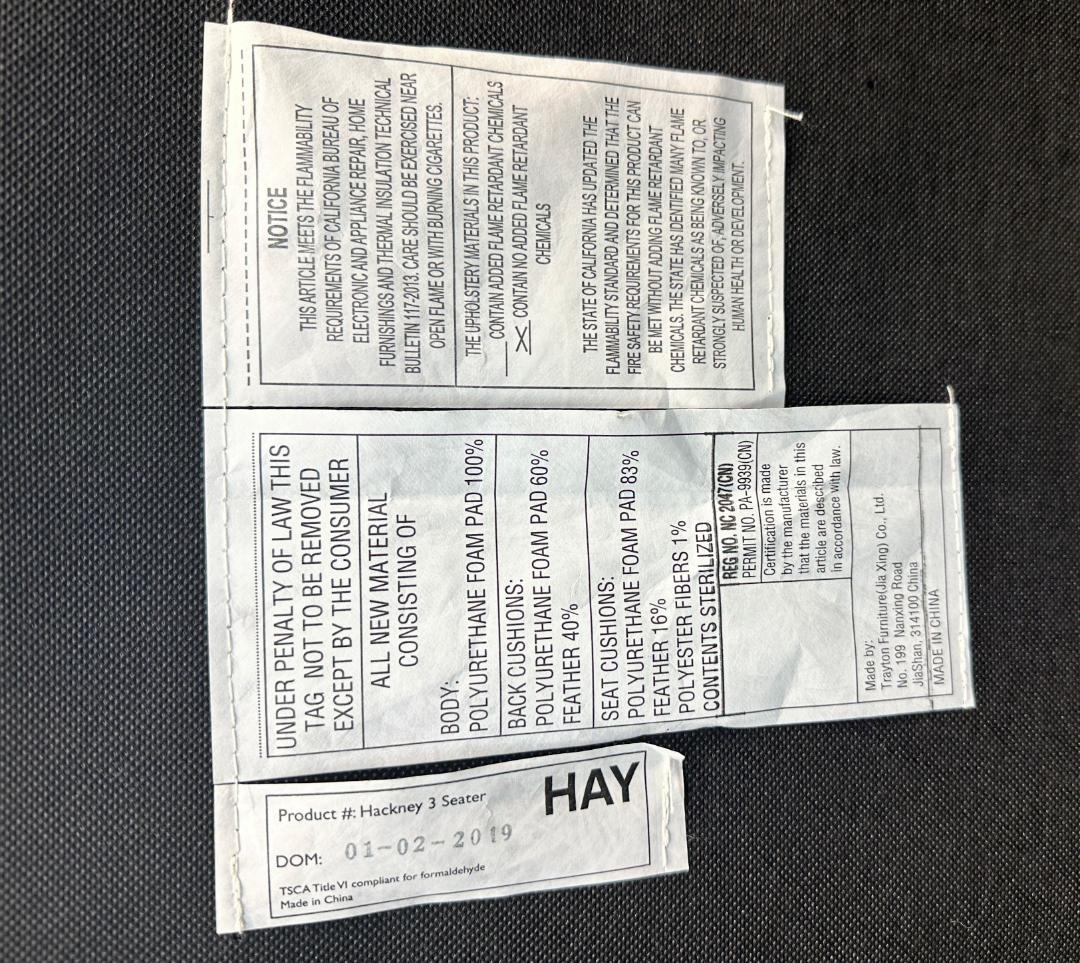 NOTICE
THIS ARTICLE MEETS THE FLAMMABILITY
REQUIREMENTS OF CALIFORNIA BUREAU OF
ELECTRONIC AND APPLIANCE REPAIR, HOME
FURNISHINGS AND THERMAL INSULATION TECHNICAL
BULLETIN 117-2013. CARE SHOULD BE EXERCISED NEAR
OPEN FLAME OR WITH BURNING CIGARETTES.
THE UPHOLSTERY MATERIALS IN THIS PRODUCT:
___ CONTAIN ADDED FLAME RETARDANT CHEMICALS
X CONTAIN NO ADDED FLAME RETARDANT
CHEMICALS
THE STATE OF CALIFORNIA HAS UPDATED THE
FLAMMABILITY STANDARD AND DETERMINED THAT THE
FIRE SAFETY REQUIREMENTS FOR THIS PRODUCT CAN
BE MET WITHOUT ADDING FLAME RETARDANT
CHEMICALS. THE STATE HAS IDENTIFIED MANY FLAME
RETARDANT CHEMICALS AS BEING KNOWN TO, OR
STRONGLY SUSPECTED OF, ADVERSELY IMPACTING
HUMAN HEALTH OR DEVELOPMENT.
UNDER PENALTY OF LAW THIS
TAG NOT TO BE REMOVED
EXCEPT BY THE CONSUMER
ALL NEW MATERIAL
CONSISTING OF
BODY:
POLYURETHANE FOAM PAD 100%
BACK CUSHIONS:
POLYURETHANE FOAM PAD 60%
FEATHER 40%
SEAT CUSHIONS:
POLYURETHANE FOAM PAD 83%
FEATHER 16%
POLYESTER FIBERS 1%
CONTENTS STERILIZED
REG NO. NC 2047(CN)
PERMIT NO. PA-9939(CN)
Certification is made
by the manufacturer
that the materials in this
article are described
in accordance with law.
Made by:
Trayton Furniture(Jia Xing) Co., Ltd.
No. 199 Nanxing Road
JiaShan, 314100 China
MADE IN CHINA
Product #: Hackney 3 Seater
DOM: 01-02-2019
TSCA Title VI compliant for formaldehyde
Made in China
HAY